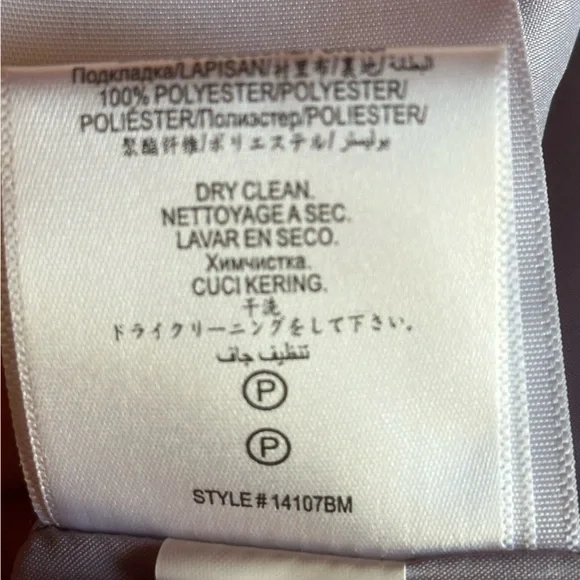 Подкладка/LAPISAN/衬里布/裏地/البطانة/
100% POLYESTER/POLYESTER/
POLIÉSTER/Полиэстер/POLIESTER/
聚酯纤维/ポリエステル/بوليستر
DRY CLEAN.
NETTOYAGE A SEC.
LAVAR EN SECO.
Химчистка.
CUCI KERING.
干洗
ドライクリーニングをして下さい。
تنظيف جاف
P
P
STYLE # 14107BM